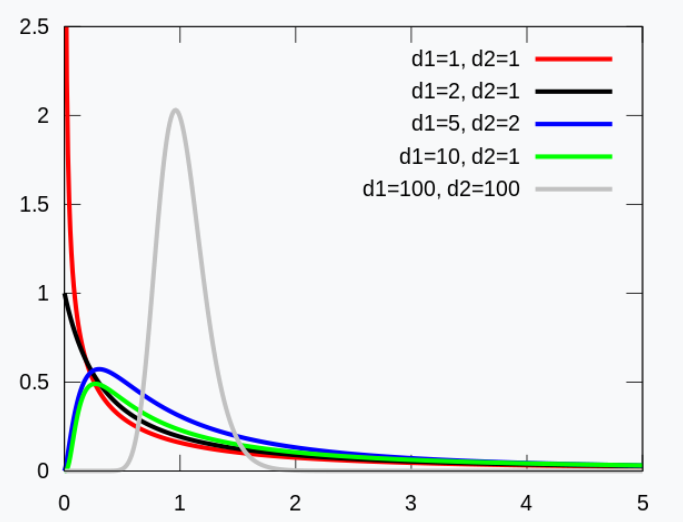 2.5
d1=1, d2=1
d1=2, d2=1
2
d1=5, d2=2
d1=10, d2=1
d1=100, d2=100
1.5
1
0.5
0
0 1 2 3 4 5